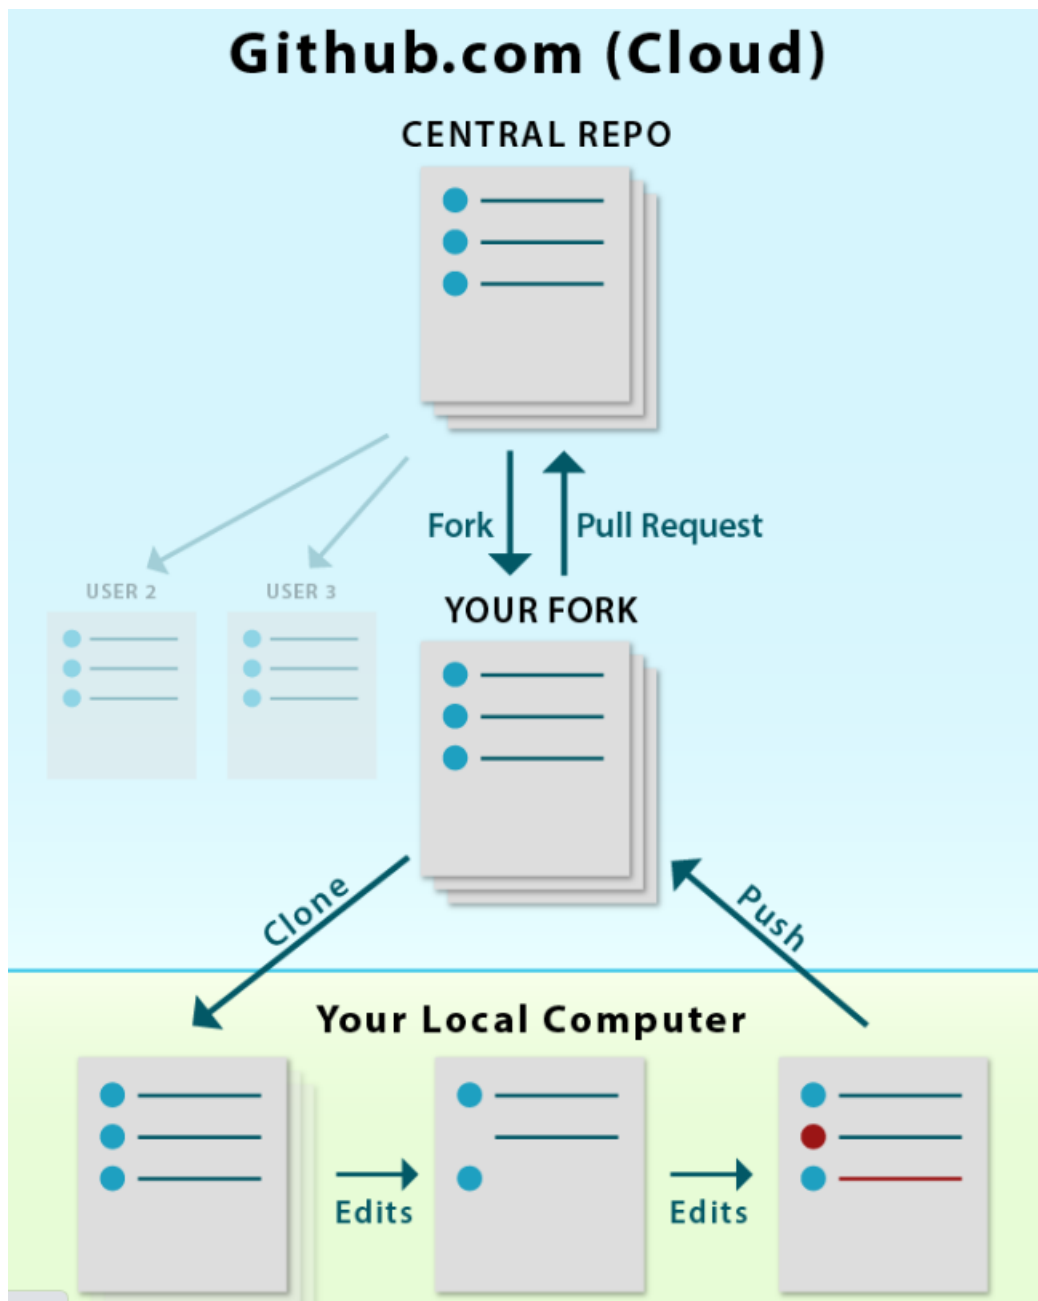 Github.com (Cloud)
CENTRAL REPO
Fork
Pull Request
USER 2
USER 3
YOUR FORK
Clone
Push
Your Local Computer
Edits
Edits